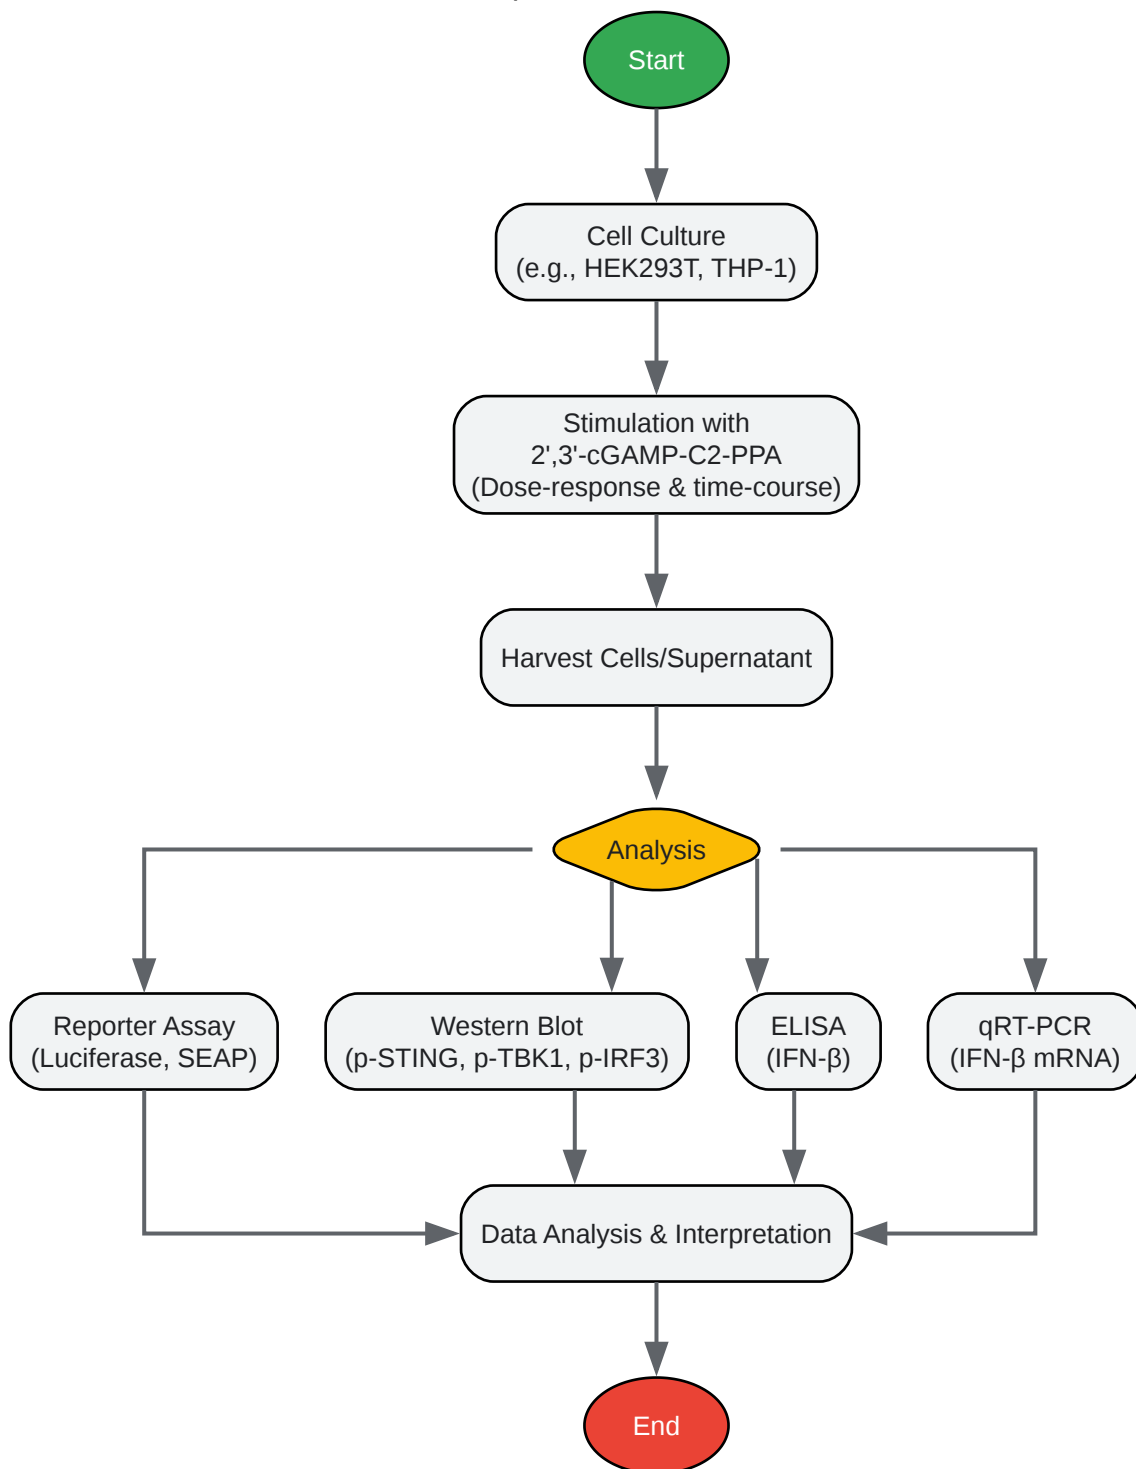 Start
Cell Culture
(e.g., HEK293T, THP-1)
Stimulation with
2',3'-cGAMP-C2-PPA
(Dose-response & time-course)
Harvest Cells/Supernatant
Analysis
Reporter Assay
(Luciferase, SEAP)
Western Blot
(p-STING, p-TBK1, p-IRF3)
ELISA
(IFN-β)
qRT-PCR
(IFN-β mRNA)
Data Analysis & Interpretation
End